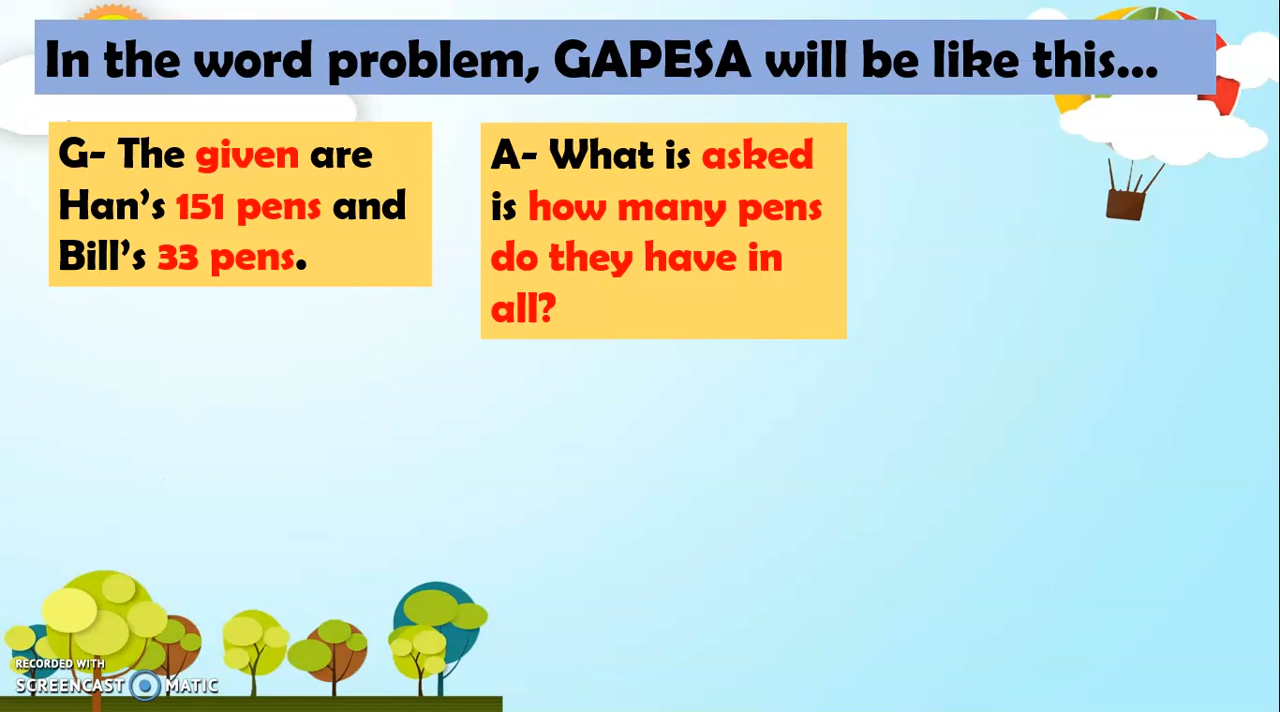 In the word problem, GAPESA will be like this...
G- The given are
Han's 151 pens and
Bill's 33 pens.
A- What is asked
is how many pens
do they have in
all?
RECORDED WITH
SCREENCAST MATIC